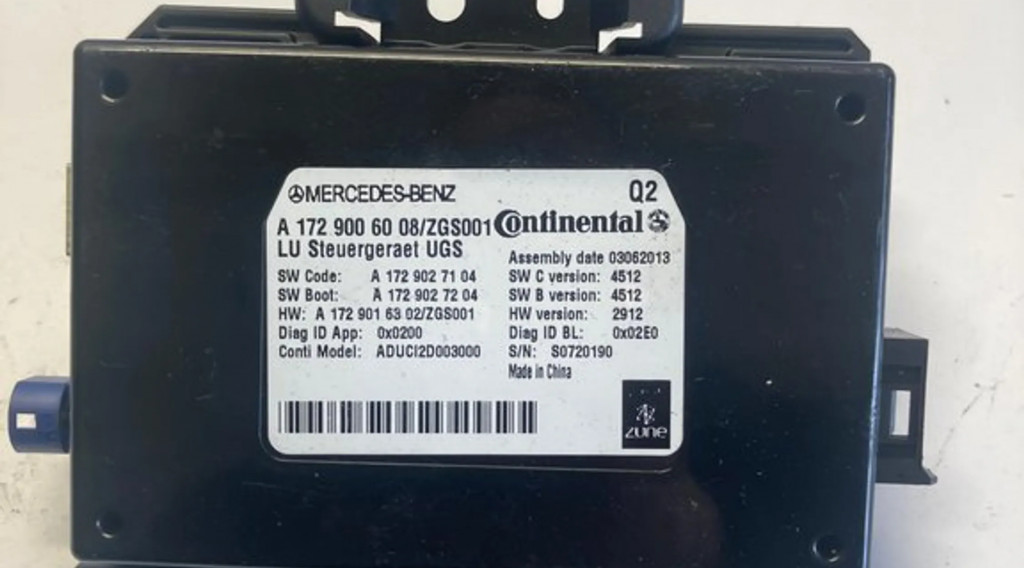 MERCEDES-BENZ Q2
A 172 900 60 08/ZGS001 Continental
LU Steuergeraet UGS
Assembly date 03062013
SW Code: A 172 902 71 04 SW C version: 4512
SW Boot: A 172 902 72 04 SW B version: 4512
HW: A 172 901 63 02/ZGS001 HW version: 2912
Diag ID App: 0x0200 Diag ID BL: 0x02E0
Conti Model: ADUCI2D003000 S/N: S0720190
Made in China
zune